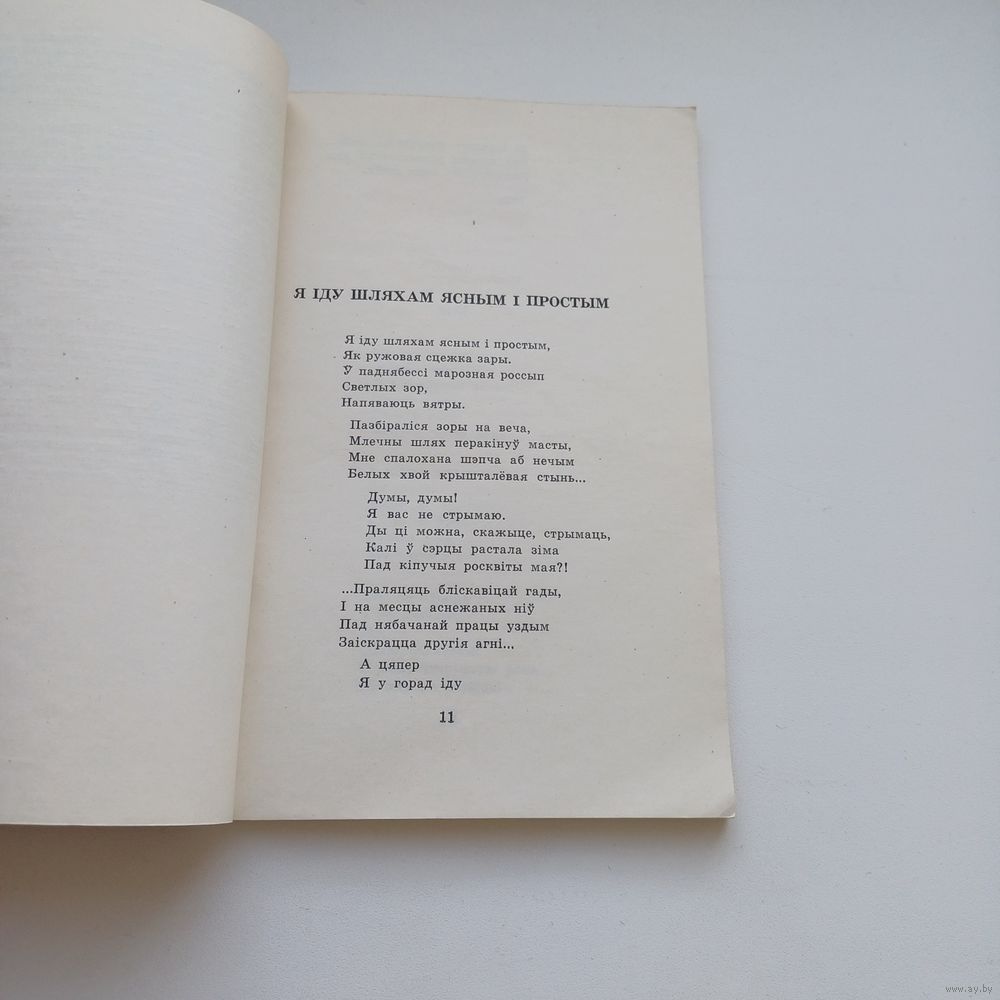 Я ІДУ ШЛЯХАМ ЯСНЫМ І ПРОСТЫМ
Я іду шляхам ясным і простым,
Як ружовая сцежка зары.
Ў паднябессі марозная россып
Светлых зор,
Напяваюць вятры.
Пазбіраліся зоры на веча,
Млечны шлях перакінуў масты,
Мне спалохана шэпча аб нечым
Белых хвой крышталёвая стынь...
Думы, думы!
Я вас не стрымаю.
Ды ці можна, скажыце, стрымаць,
Калі ў сэрцы растала зіма
Пад кіпучыя росквіты мая?!
...Праляцяць бліскавіцай гады,
І на месцы аснежаных ніў
Пад нябачанай працы уздым
Заіскрацца другія агні...
А цяпер
Я у горад іду
11
www.ay.by